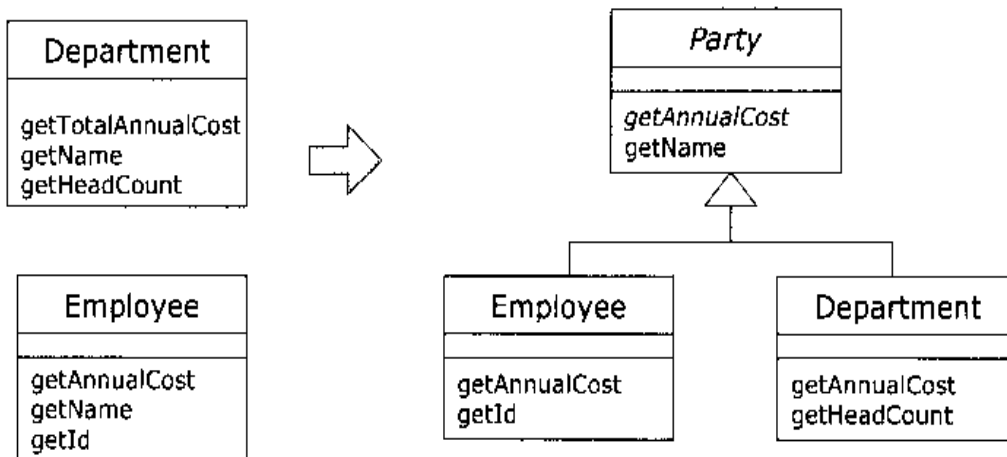 Department
getTotalAnnualCost
getName
getHeadCount
Employee
getAnnualCost
getName
getId
Party
getAnnualCost
getName
Employee
getAnnualCost
getId
Department
getAnnualCost
getHeadCount